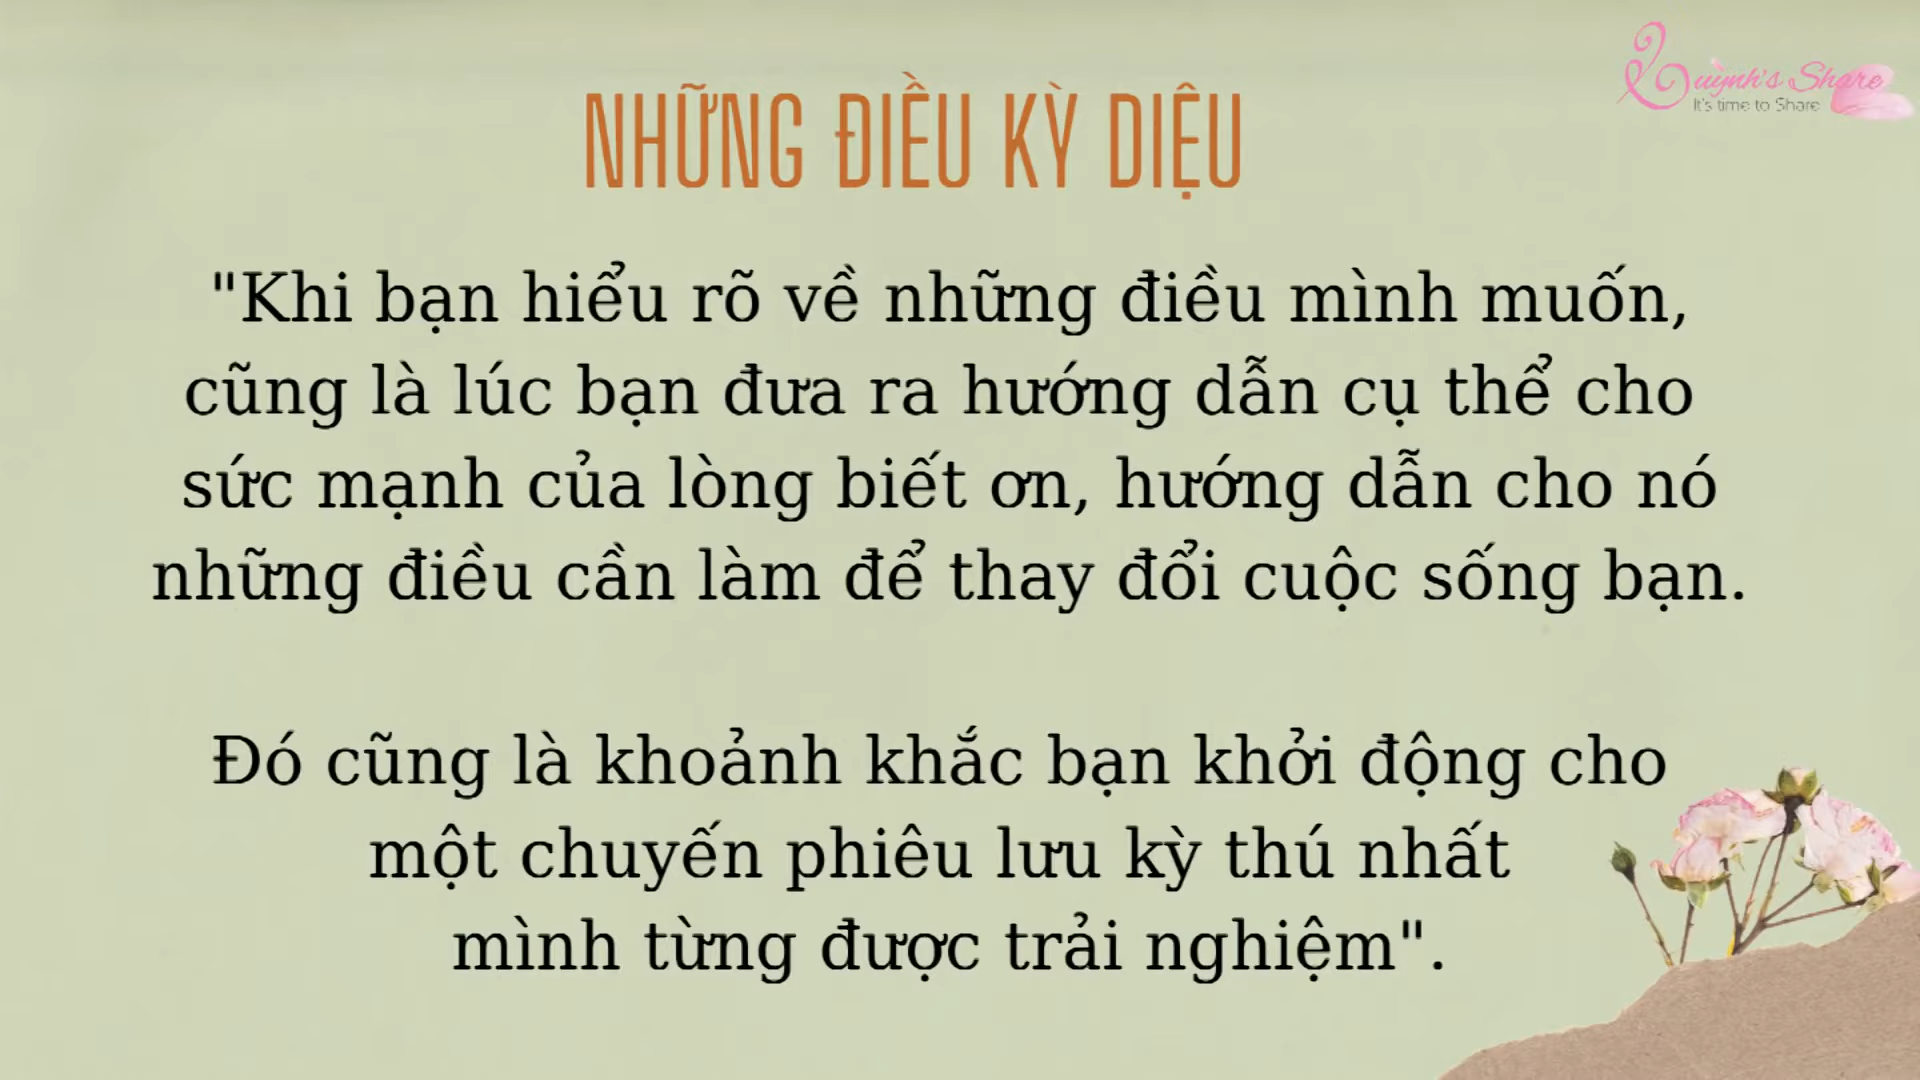 Quỳnh's Share
It's time to Share
NHỮNG ĐIỀU KỲ DIỆU
"Khi bạn hiểu rõ về những điều mình muốn,
cũng là lúc bạn đưa ra hướng dẫn cụ thể cho
sức mạnh của lòng biết ơn, hướng dẫn cho nó
những điều cần làm để thay đổi cuộc sống bạn.
Đó cũng là khoảnh khắc bạn khởi động cho
một chuyến phiêu lưu kỳ thú nhất
mình từng được trải nghiệm".